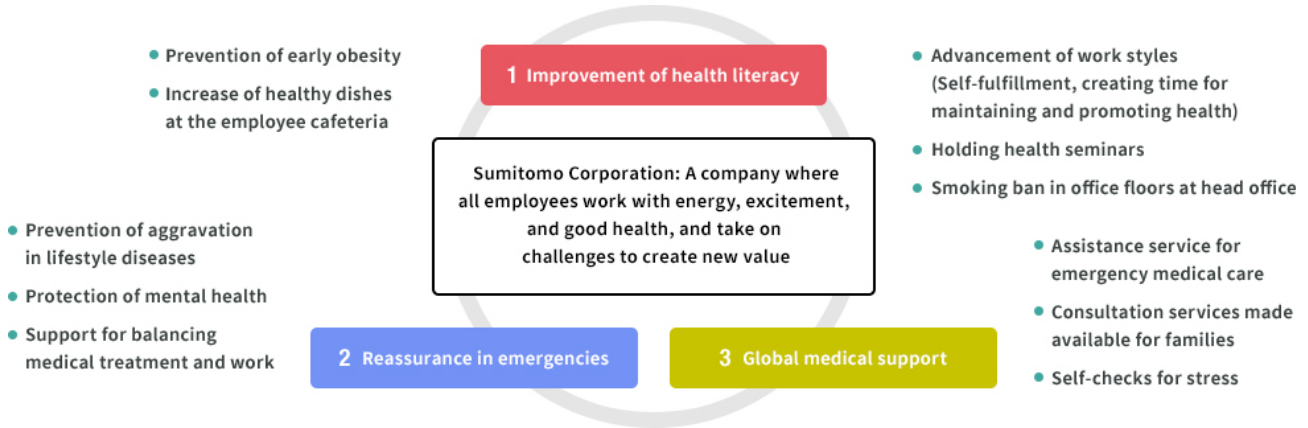 • Prevention of early obesity
• Increase of healthy dishes
at the employee cafeteria
1 Improvement of health literacy
• Advancement of work styles
(Self-fulfillment, creating time for
maintaining and promoting health)
• Holding health seminars
• Smoking ban in office floors at head office
Sumitomo Corporation: A company where
all employees work with energy, excitement,
and good health, and take on
challenges to create new value
• Prevention of aggravation
in lifestyle diseases
• Protection of mental health
• Support for balancing
medical treatment and work
2 Reassurance in emergencies
3 Global medical support
• Assistance service for
emergency medical care
• Consultation services made
available for families
• Self-checks for stress